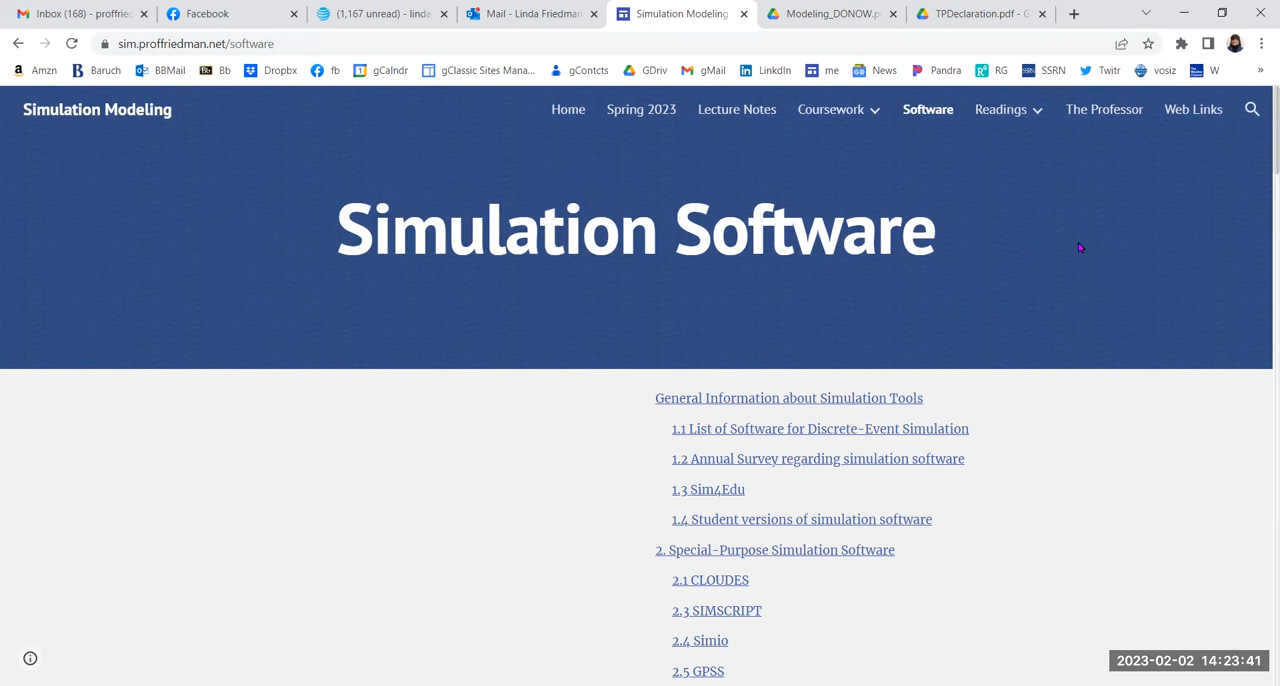 Inbox (168) - proffried
Facebook
(1,167 unread) - linda
Mail - Linda Friedman
Simulation Modeling
Modeling_DONOW.p
TPDeclaration.pdf - G
sim.proffriedman.net/software
Amzn
Baruch
BBMail
Bb
Dropbx
fb
gCalndr
gClassic Sites Mana...
gContcts
GDriv
gMail
LinkdIn
me
News
Pandra
RG
SSRN
Twitr
vosiz
W
»
Simulation Modeling
Home
Spring 2023
Lecture Notes
Coursework
Software
Readings
The Professor
Web Links
Simulation Software
General Information about Simulation Tools
1.1 List of Software for Discrete-Event Simulation
1.2 Annual Survey regarding simulation software
1.3 Sim4Edu
1.4 Student versions of simulation software
2. Special-Purpose Simulation Software
2.1 CLOUDES
2.3 SIMSCRIPT
2.4 Simio
2.5 GPSS
2023-02-02 14:23:41